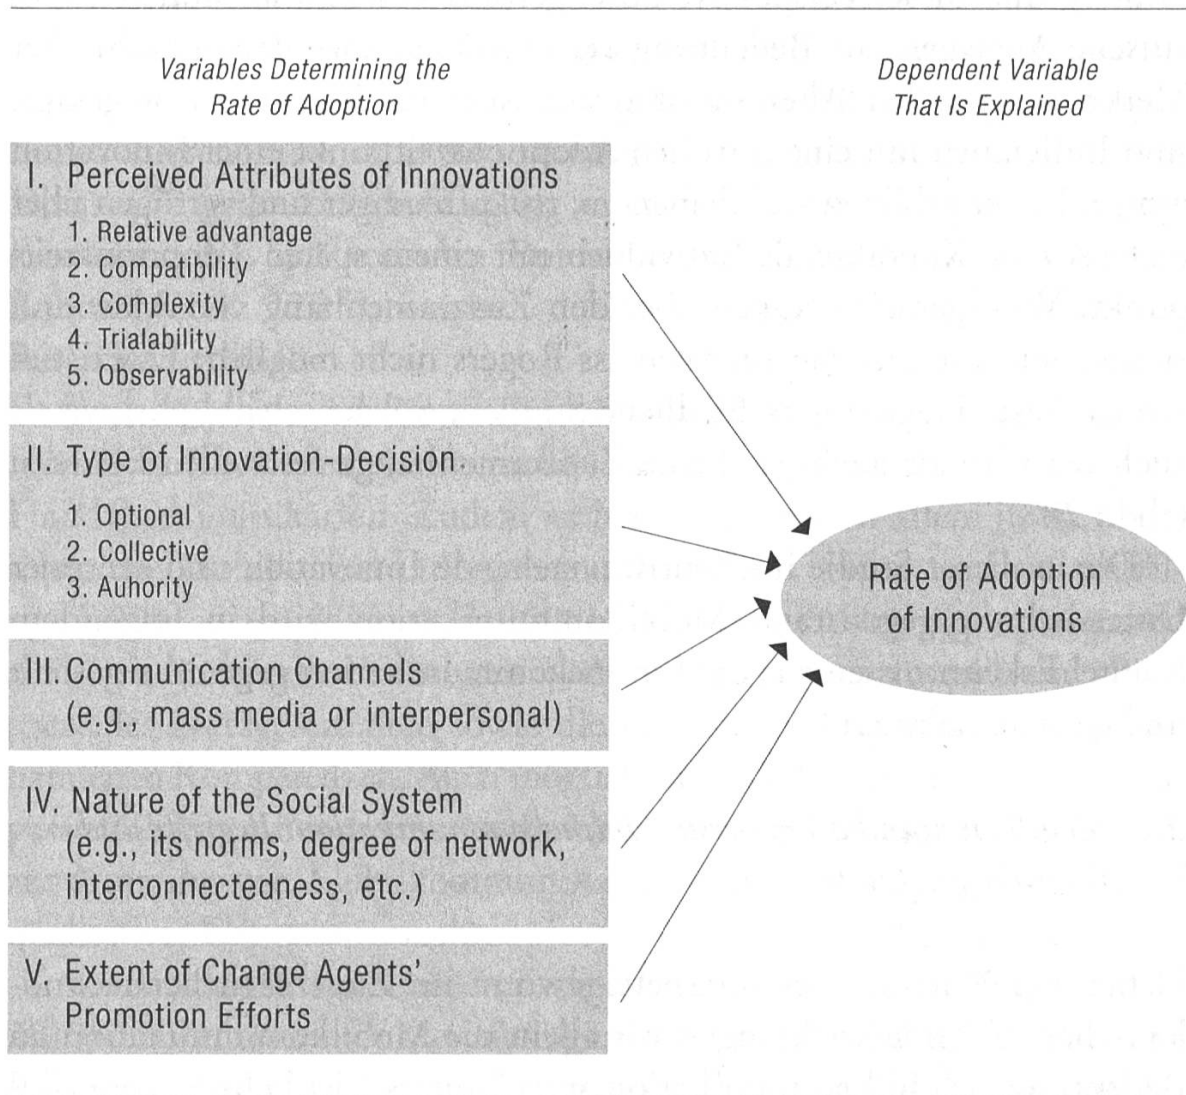 Variables Determining the
Rate of Adoption
Dependent Variable
That Is Explained
I. Perceived Attributes of Innovations
1. Relative advantage
2. Compatibility
3. Complexity
4. Trialability
5. Observability
II. Type of Innovation-Decision
1. Optional
2. Collective
3. Auhority
III. Communication Channels
(e.g., mass media or interpersonal)
IV. Nature of the Social System
(e.g., its norms, degree of network,
interconnectedness, etc.)
V. Extent of Change Agents'
Promotion Efforts
Rate of Adoption
of Innovations